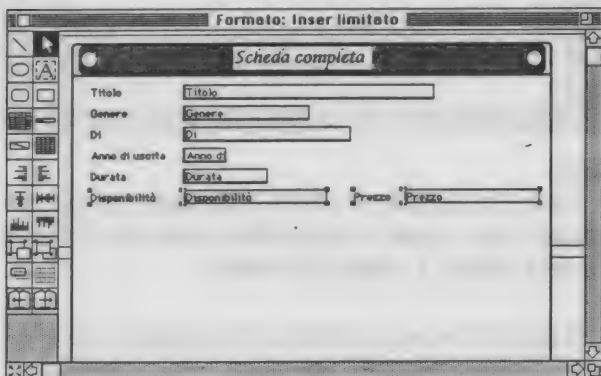 Formato: Inser limitato
Scheda completa
Titolo Titolo
Genere Genere
Di Di
Anno di uscita Anno di
Durata Durata
Disponibilità Disponibilità Prezzo Prezzo